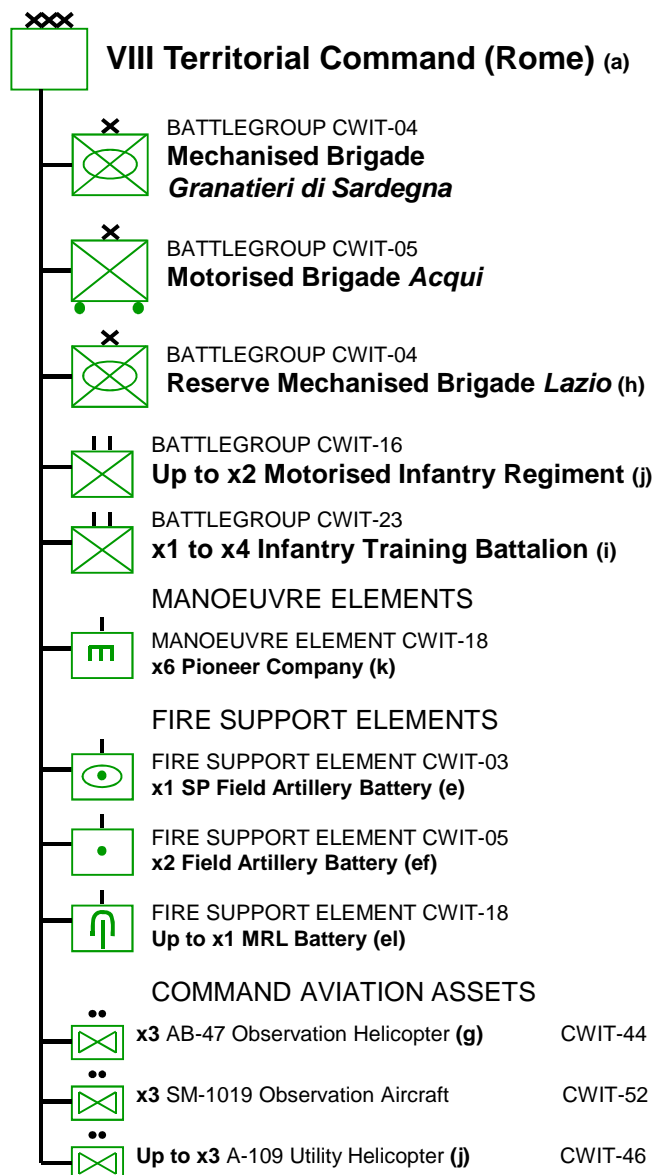 VIII Territorial Command (Rome) (a)
BATTLEGROUP CWIT-04
Mechanised Brigade
Granatieri di Sardegna
BATTLEGROUP CWIT-05
Motorised Brigade Acqui
BATTLEGROUP CWIT-04
Reserve Mechanised Brigade Lazio (h)
BATTLEGROUP CWIT-16
Up to x2 Motorised Infantry Regiment (j)
BATTLEGROUP CWIT-23
x1 to x4 Infantry Training Battalion (i)
MANOEUVRE ELEMENTS
MANOEUVRE ELEMENT CWIT-18
x6 Pioneer Company (k)
FIRE SUPPORT ELEMENTS
FIRE SUPPORT ELEMENT CWIT-03
x1 SP Field Artillery Battery (e)
FIRE SUPPORT ELEMENT CWIT-05
x2 Field Artillery Battery (ef)
FIRE SUPPORT ELEMENT CWIT-18
Up to x1 MRL Battery (el)
COMMAND AVIATION ASSETS
x3 AB-47 Observation Helicopter (g) CWIT-44
x3 SM-1019 Observation Aircraft CWIT-52
Up to x3 A-109 Utility Helicopter (j) CWIT-46